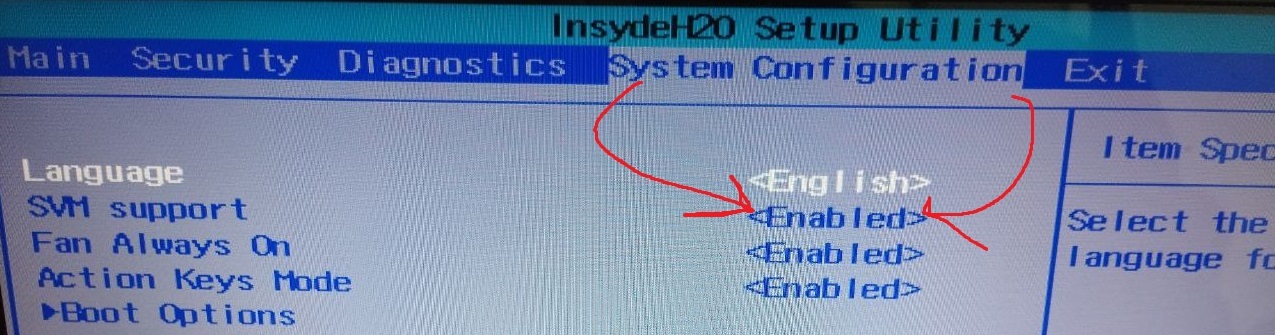 InsydeH2O Setup Utility
Main Security Diagnostics System Configuration Exit
Item Spec
Language <English>
SVM support <Enabled>
Select the
Fan Always On <Enabled>
language fo
Action Keys Mode <Enabled>
▶Boot Options